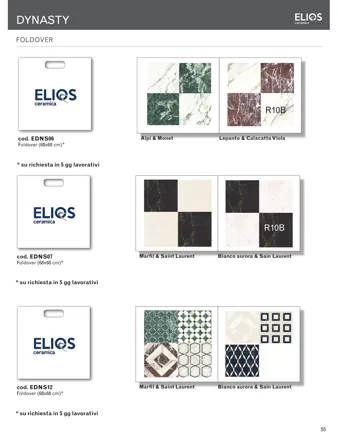 DYNASTY
ELIOS
ceramica
FOLDOVER
ELIOS
ceramica
R10B
cod. EDNS06
Foldover (68x68 cm)*
Alpi & Monet
Lepanto & Calacatta Viola
* su richiesta in 5 gg lavorativi
ELIOS
ceramica
R10B
cod. EDNS07
Foldover (68x68 cm)*
Marfil & Saint Laurent
Bianco aurora & Sain Laurent
* su richiesta in 5 gg lavorativi
ELIOS
ceramica
cod. EDNS12
Foldover (68x68 cm)*
Marfil & Saint Laurent
Bianco aurora & Sain Laurent
* su richiesta in 5 gg lavorativi
55